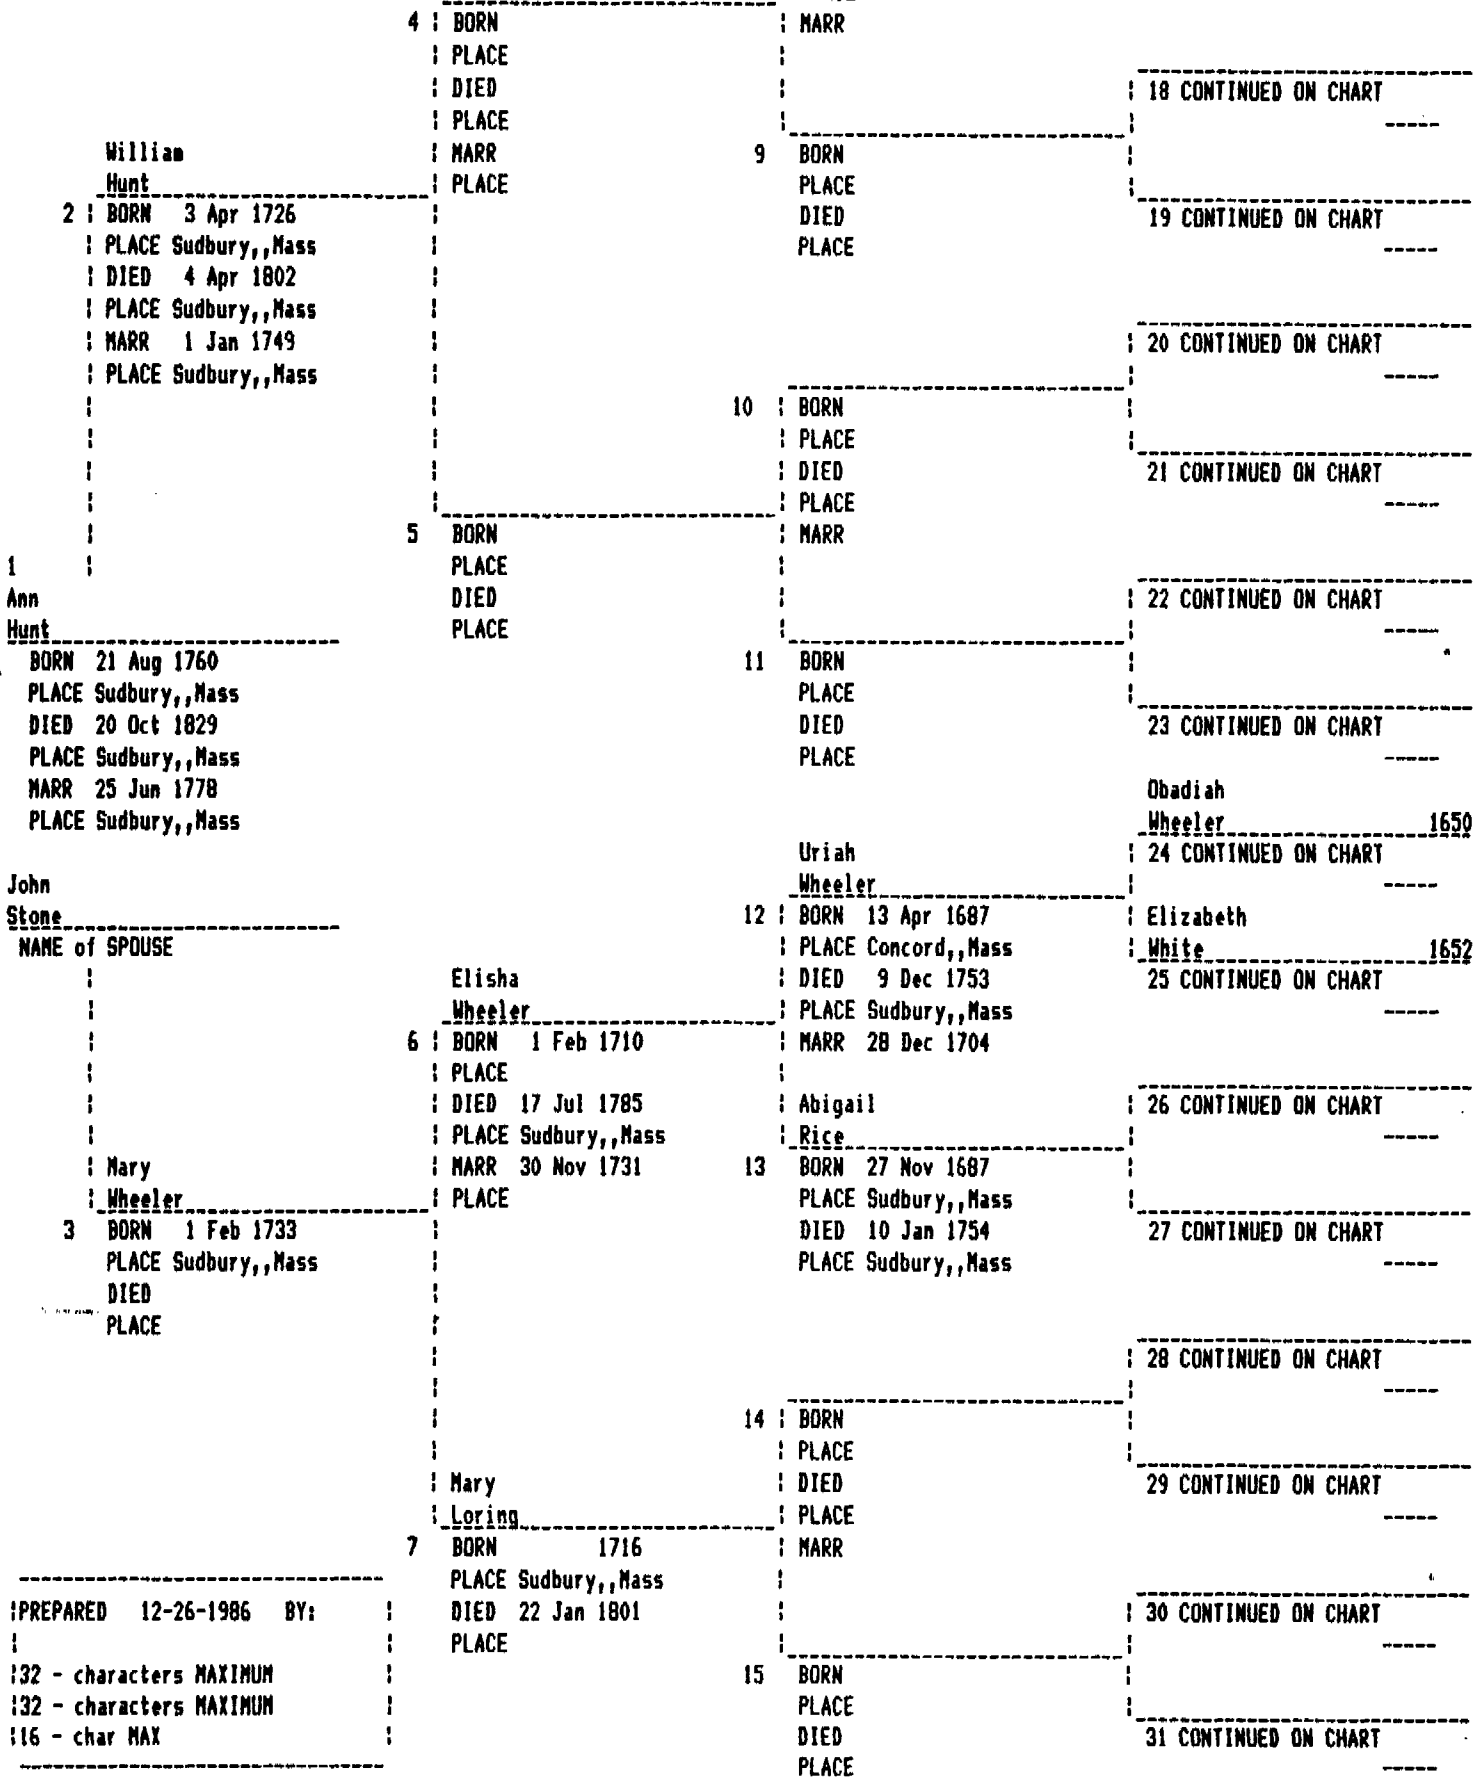 4 BORN
PLACE
DIED
PLACE
MARR
PLACE
MARR
18 CONTINUED ON CHART
9 BORN
PLACE
DIED
PLACE
19 CONTINUED ON CHART
William
Hunt
2 BORN 3 Apr 1726
PLACE Sudbury,,Mass
DIED 4 Apr 1802
PLACE Sudbury,,Mass
MARR 1 Jan 1749
PLACE Sudbury,,Mass
20 CONTINUED ON CHART
10 BORN
PLACE
DIED
PLACE
MARR
21 CONTINUED ON CHART
5 BORN
PLACE
DIED
PLACE
22 CONTINUED ON CHART
11 BORN
PLACE
DIED
PLACE
23 CONTINUED ON CHART
1
Ann
Hunt
BORN 21 Aug 1760
PLACE Sudbury,,Mass
DIED 20 Oct 1829
PLACE Sudbury,,Mass
MARR 25 Jun 1778
PLACE Sudbury,,Mass
John
Stone
NAME of SPOUSE
Obadiah
Wheeler 1650
24 CONTINUED ON CHART
Uriah
Wheeler
12 BORN 13 Apr 1687
PLACE Concord,,Mass
DIED 9 Dec 1753
PLACE Sudbury,,Mass
MARR 28 Dec 1704
Elizabeth
White 1652
25 CONTINUED ON CHART
Elisha
Wheeler
6 BORN 1 Feb 1710
PLACE
DIED 17 Jul 1785
PLACE Sudbury,,Mass
MARR 30 Nov 1731
PLACE
26 CONTINUED ON CHART
Abigail
Rice
13 BORN 27 Nov 1687
PLACE Sudbury,,Mass
DIED 10 Jan 1754
PLACE Sudbury,,Mass
27 CONTINUED ON CHART
Mary
Wheeler
3 BORN 1 Feb 1733
PLACE Sudbury,,Mass
DIED
PLACE
28 CONTINUED ON CHART
14 BORN
PLACE
DIED
PLACE
MARR
29 CONTINUED ON CHART
Mary
Loring
7 BORN 1716
PLACE Sudbury,,Mass
DIED 22 Jan 1801
PLACE
30 CONTINUED ON CHART
15 BORN
PLACE
DIED
PLACE
31 CONTINUED ON CHART
PREPARED 12-26-1986 BY:
32 - characters MAXIMUM
32 - characters MAXIMUM
16 - char MAX